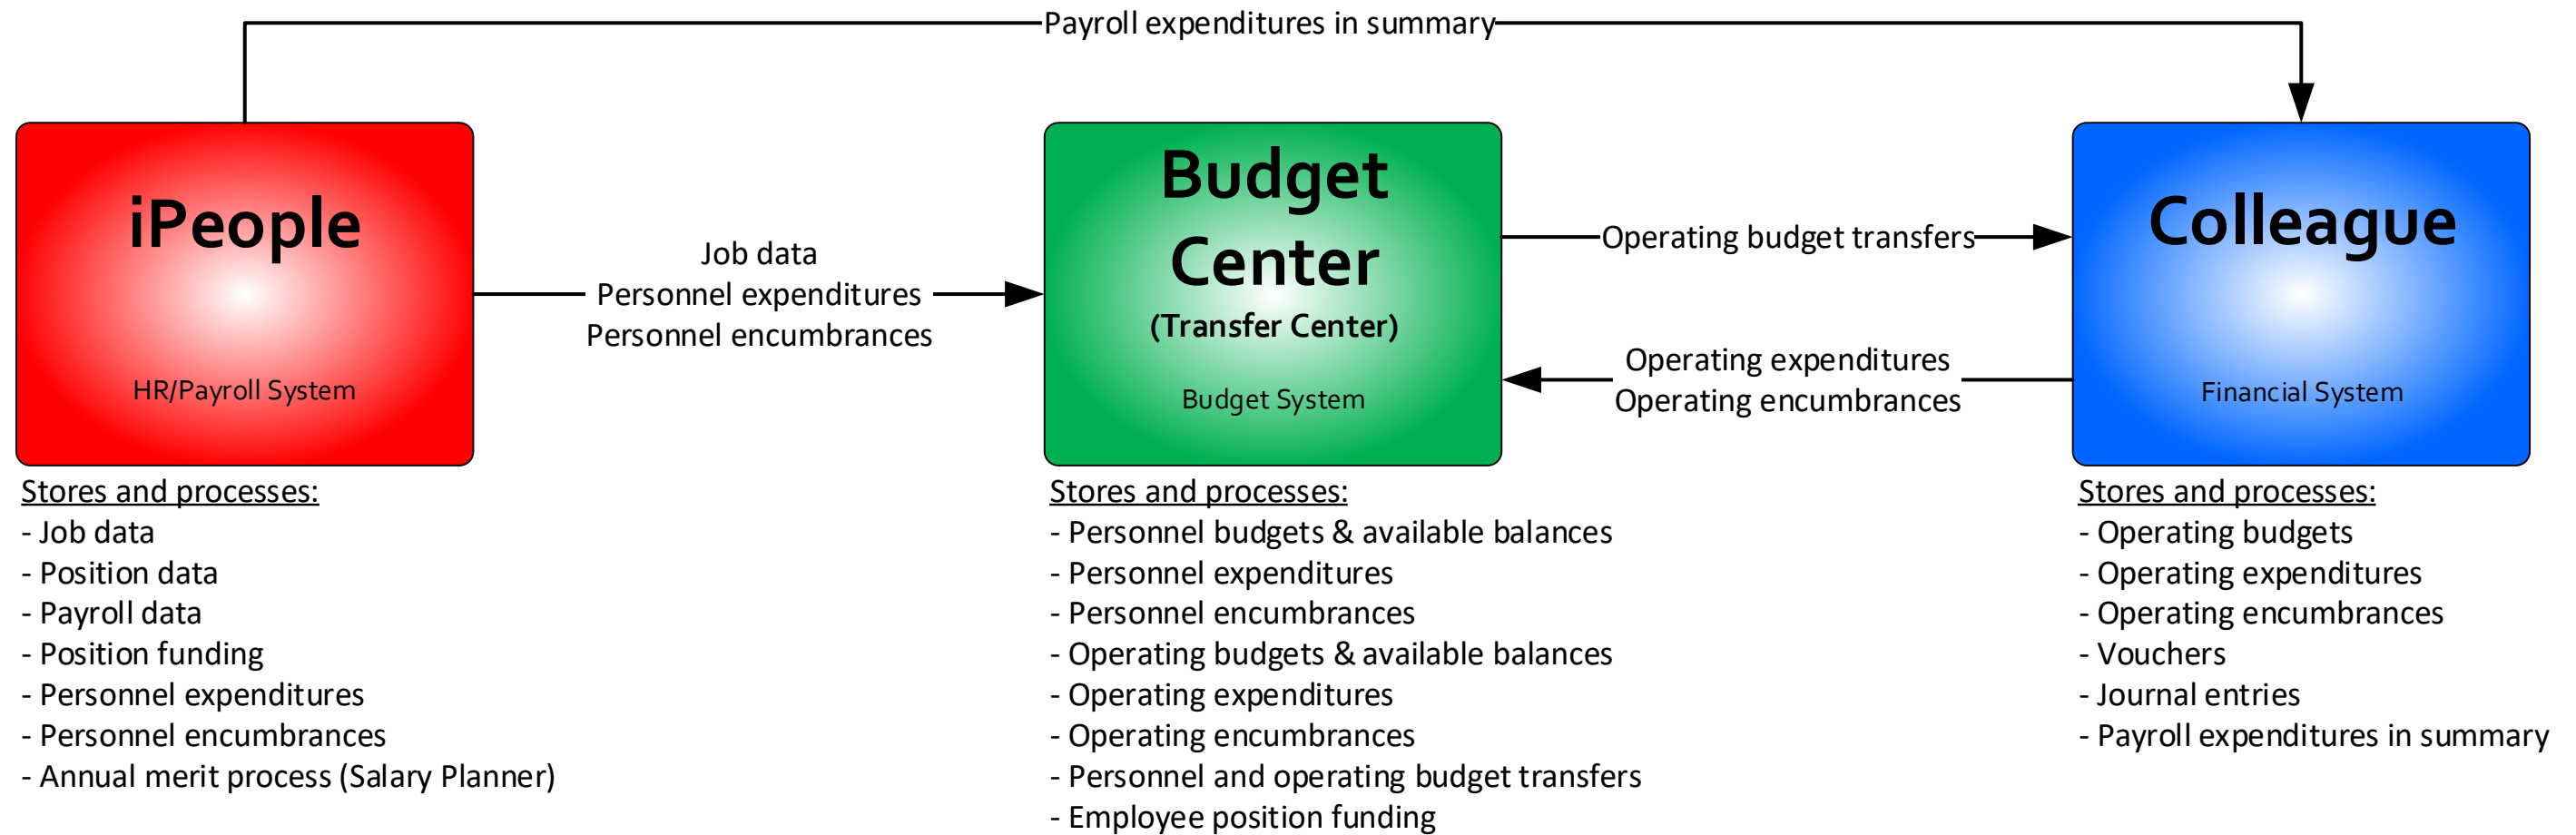 Payroll expenditures in summary
iPeople
HR/Payroll System
Job data
Personnel expenditures
Personnel encumbrances
Budget
Center
(Transfer Center)
Budget System
Operating budget transfers
Operating expenditures
Operating encumbrances
Colleague
Financial System
Stores and processes:
- Job data
- Position data
- Payroll data
- Position funding
- Personnel expenditures
- Personnel encumbrances
- Annual merit process (Salary Planner)
Stores and processes:
- Personnel budgets & available balances
- Personnel expenditures
- Personnel encumbrances
- Operating budgets & available balances
- Operating expenditures
- Operating encumbrances
- Personnel and operating budget transfers
- Employee position funding
Stores and processes:
- Operating budgets
- Operating expenditures
- Operating encumbrances
- Vouchers
- Journal entries
- Payroll expenditures in summary